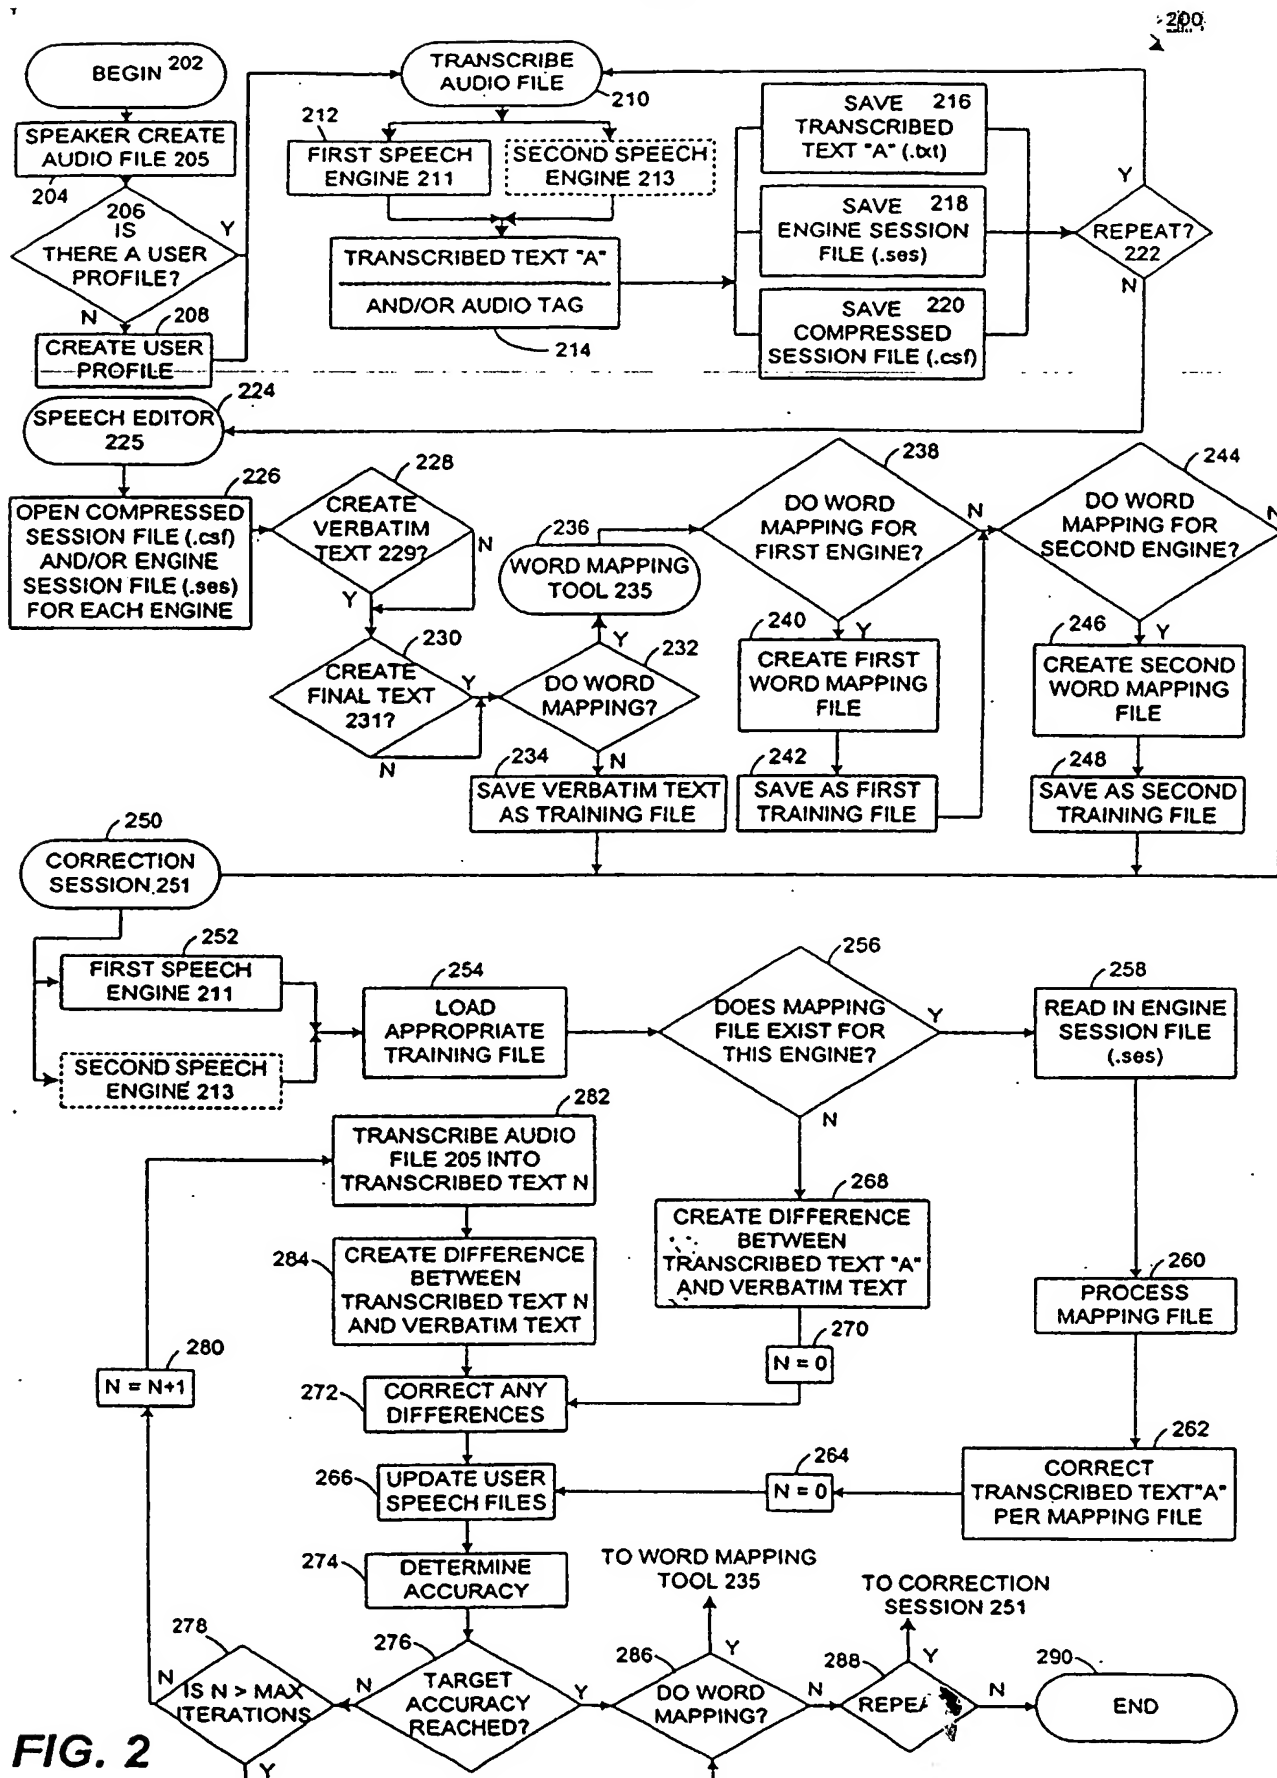 200
BEGIN 202
SPEAKER CREATE
AUDIO FILE 205
204
206
IS
THERE A USER
PROFILE?
Y
N
208
CREATE USER
PROFILE
TRANSCRIBE
AUDIO FILE
210
212
FIRST SPEECH
ENGINE 211
SECOND SPEECH
ENGINE 213
TRANSCRIBED TEXT "A"
AND/OR AUDIO TAG
214
SAVE 216
TRANSCRIBED
TEXT "A" (.txt)
SAVE 218
ENGINE SESSION
FILE (.ses)
SAVE 220
COMPRESSED
SESSION FILE (.csf)
Y
REPEAT?
222
N
224
SPEECH EDITOR
225
226
OPEN COMPRESSED
SESSION FILE (.csf)
AND/OR ENGINE
SESSION FILE (.ses)
FOR EACH ENGINE
228
CREATE
VERBATIM
TEXT 229?
N
Y
230
CREATE
FINAL TEXT
231?
Y
N
236
WORD MAPPING
TOOL 235
Y
232
DO WORD
MAPPING?
N
234
SAVE VERBATIM TEXT
AS TRAINING FILE
238
DO WORD
MAPPING FOR
FIRST ENGINE?
N
Y
240
CREATE FIRST
WORD MAPPING
FILE
242
SAVE AS FIRST
TRAINING FILE
244
DO WORD
MAPPING FOR
SECOND ENGINE?
N
Y
246
CREATE SECOND
WORD MAPPING
FILE
248
SAVE AS SECOND
TRAINING FILE
250
CORRECTION
SESSION 251
252
FIRST SPEECH
ENGINE 211
SECOND SPEECH
ENGINE 213
254
LOAD
APPROPRIATE
TRAINING FILE
256
DOES MAPPING
FILE EXIST FOR
THIS ENGINE?
Y
N
258
READ IN ENGINE
SESSION FILE
(.ses)
282
TRANSCRIBE AUDIO
FILE 205 INTO
TRANSCRIBED TEXT N
268
CREATE DIFFERENCE
BETWEEN
TRANSCRIBED TEXT "A"
AND VERBATIM TEXT
284
CREATE DIFFERENCE
BETWEEN
TRANSCRIBED TEXT N
AND VERBATIM TEXT
260
PROCESS
MAPPING FILE
280
N = N+1
270
N = 0
272
CORRECT ANY
DIFFERENCES
262
CORRECT
TRANSCRIBED TEXT"A"
PER MAPPING FILE
264
N = 0
266
UPDATE USER
SPEECH FILES
274
DETERMINE
ACCURACY
TO WORD MAPPING
TOOL 235
TO CORRECTION
SESSION 251
278
N
IS N > MAX
ITERATIONS
Y
276
N
TARGET
ACCURACY
REACHED?
Y
286
Y
DO WORD
MAPPING?
N
288
Y
N
290
END
FIG. 2